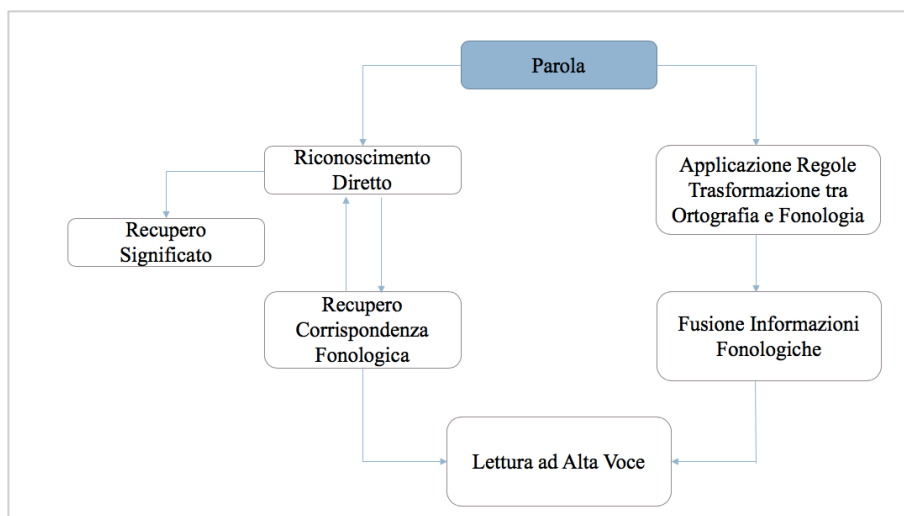 Parola
Riconoscimento
Diretto
Applicazione Regole
Trasformazione tra
Ortografia e Fonologia
Recupero
Significato
Recupero
Corrispondenza
Fonologica
Fusione Informazioni
Fonologiche
Lettura ad Alta Voce